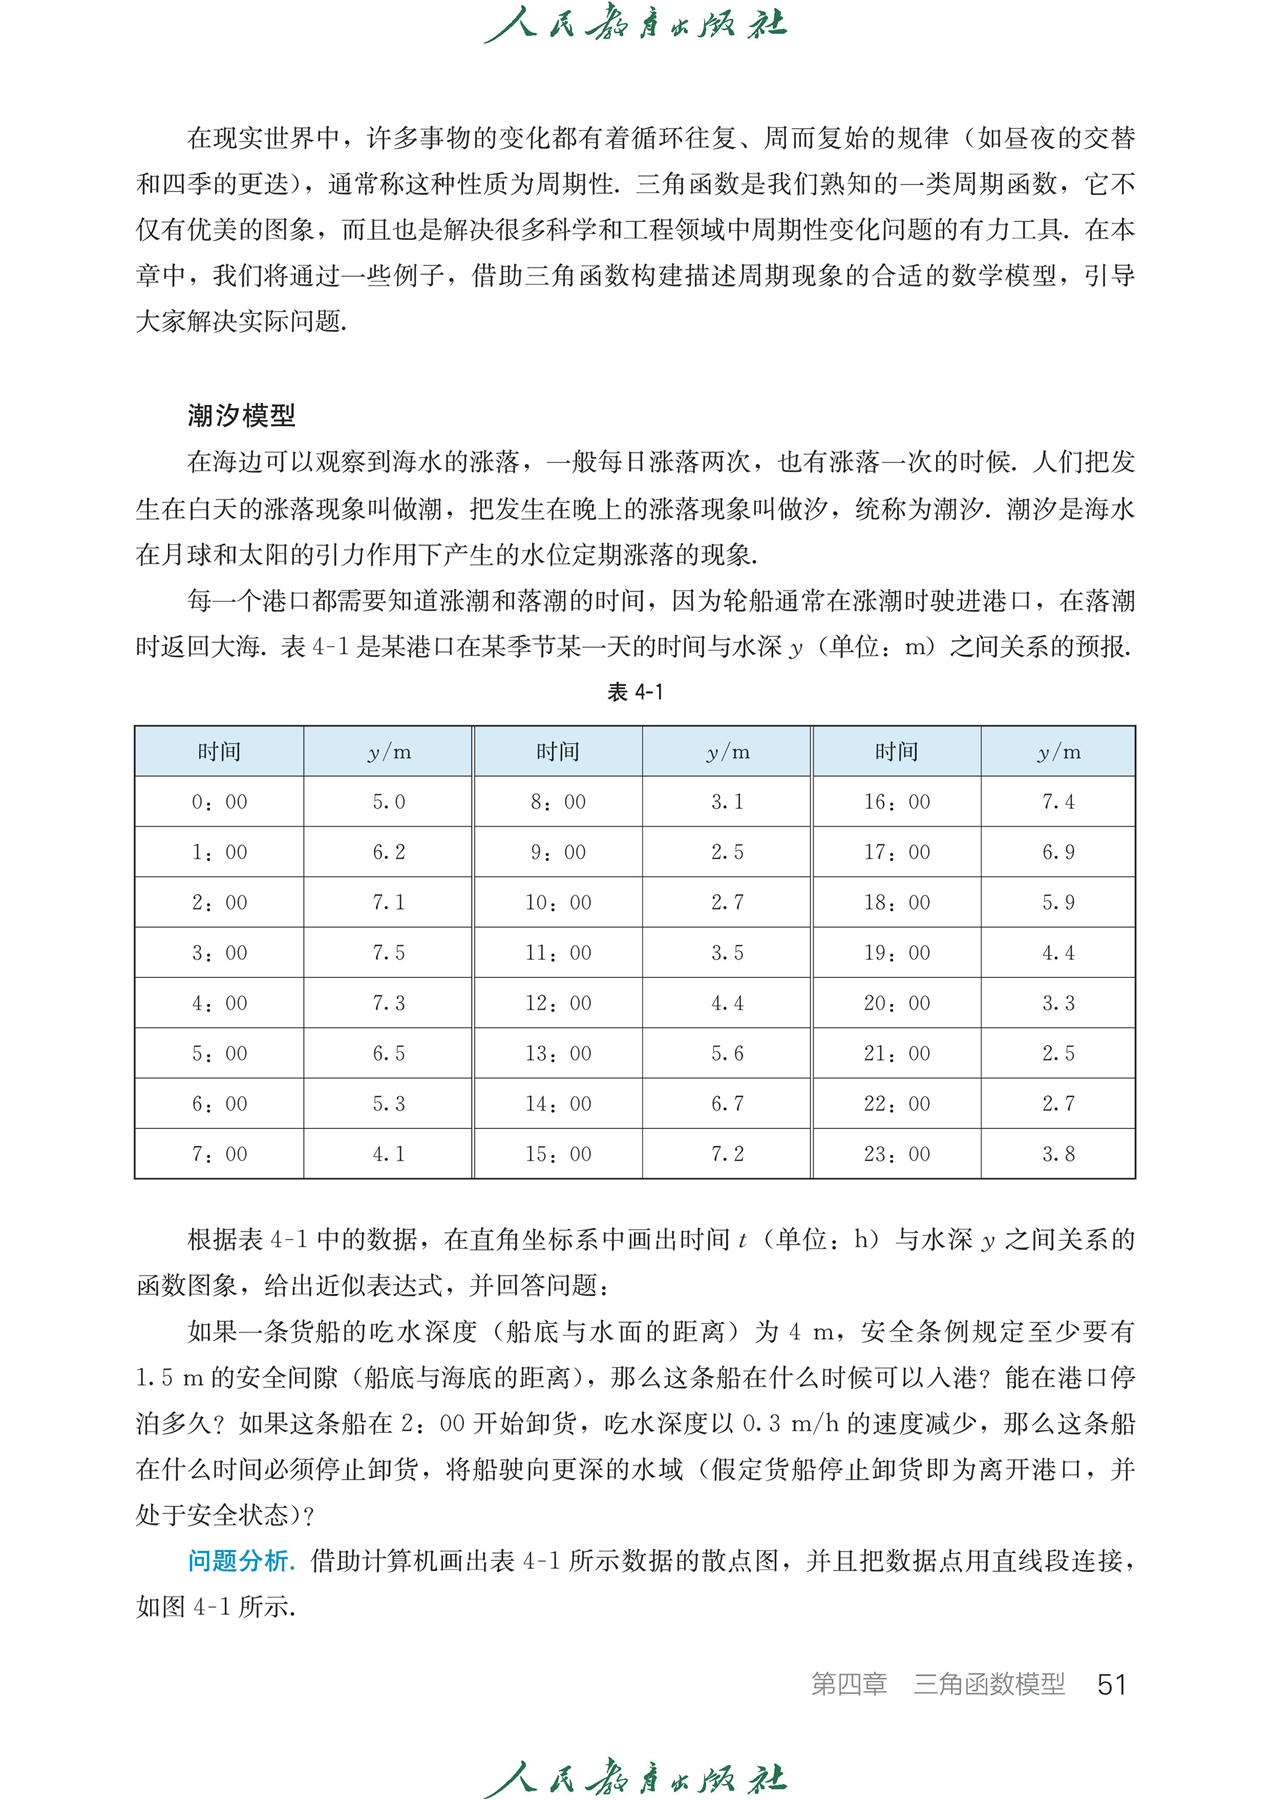 人民教育出版社
在现实世界中，许多事物的变化都有着循环往复、周而复始的规律（如昼夜的交替
和四季的更迭），通常称这种性质为周期性. 三角函数是我们熟知的一类周期函数，它不
仅有优美的图象，而且也是解决很多科学和工程领域中周期性变化问题的有力工具. 在本
章中，我们将通过一些例子，借助三角函数构建描述周期现象的合适的数学模型，引导
大家解决实际问题.
潮汐模型
在海边可以观察到海水的涨落，一般每日涨落两次，也有涨落一次的时候. 人们把发
生在白天的涨落现象叫做潮，把发生在晚上的涨落现象叫做汐，统称为潮汐. 潮汐是海水
在月球和太阳的引力作用下产生的水位定期涨落的现象.
每一个港口都需要知道涨潮和落潮的时间，因为轮船通常在涨潮时驶进港口，在落潮
时返回大海. 表 4-1 是某港口在某季节某一天的时间与水深 y（单位：m）之间关系的预报.
表 4-1
时间 y/m 时间 y/m 时间 y/m
0：00 5.0 8：00 3.1 16：00 7.4
1：00 6.2 9：00 2.5 17：00 6.9
2：00 7.1 10：00 2.7 18：00 5.9
3：00 7.5 11：00 3.5 19：00 4.4
4：00 7.3 12：00 4.4 20：00 3.3
5：00 6.5 13：00 5.6 21：00 2.5
6：00 5.3 14：00 6.7 22：00 2.7
7：00 4.1 15：00 7.2 23：00 3.8
根据表 4-1 中的数据，在直角坐标系中画出时间 t（单位：h）与水深 y 之间关系的
函数图象，给出近似表达式，并回答问题：
如果一条货船的吃水深度（船底与水面的距离）为 4 m，安全条例规定至少要有
1.5 m 的安全间隙（船底与海底的距离），那么这条船在什么时候可以入港？能在港口停
泊多久？如果这条船在 2：00 开始卸货，吃水深度以 0.3 m/h 的速度减少，那么这条船
在什么时间必须停止卸货，将船驶向更深的水域（假定货船停止卸货即为离开港口，并
处于安全状态）？
问题分析. 借助计算机画出表 4-1 所示数据的散点图，并且把数据点用直线段连接，
如图 4-1 所示.
第四章 三角函数模型 51
人民教育出版社